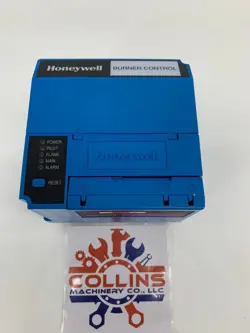 Honeywell
BURNER CONTROL
POWER
PILOT
FLAME
MAIN
ALARM
RESET
COLLINS
MACHINERY CO., LLC